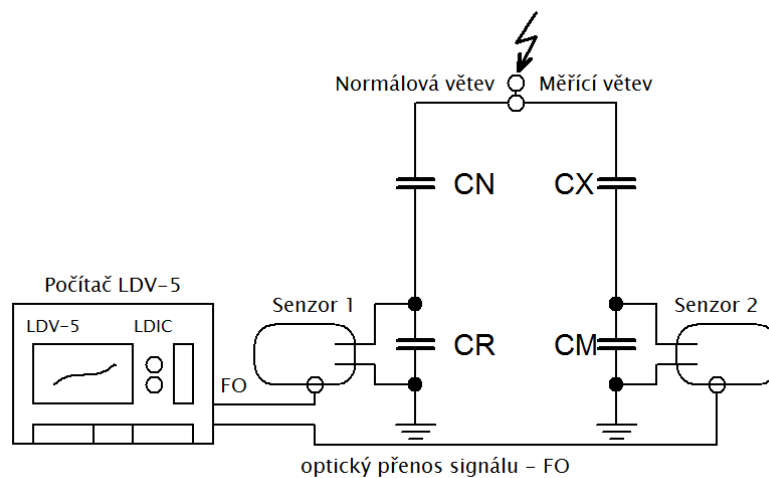 Normálová větev
Měřící větev
CN
CX
Počítač LDV-5
Senzor 1
Senzor 2
LDV-5
LDIC
CR
CM
FO
optický přenos signálu - FO